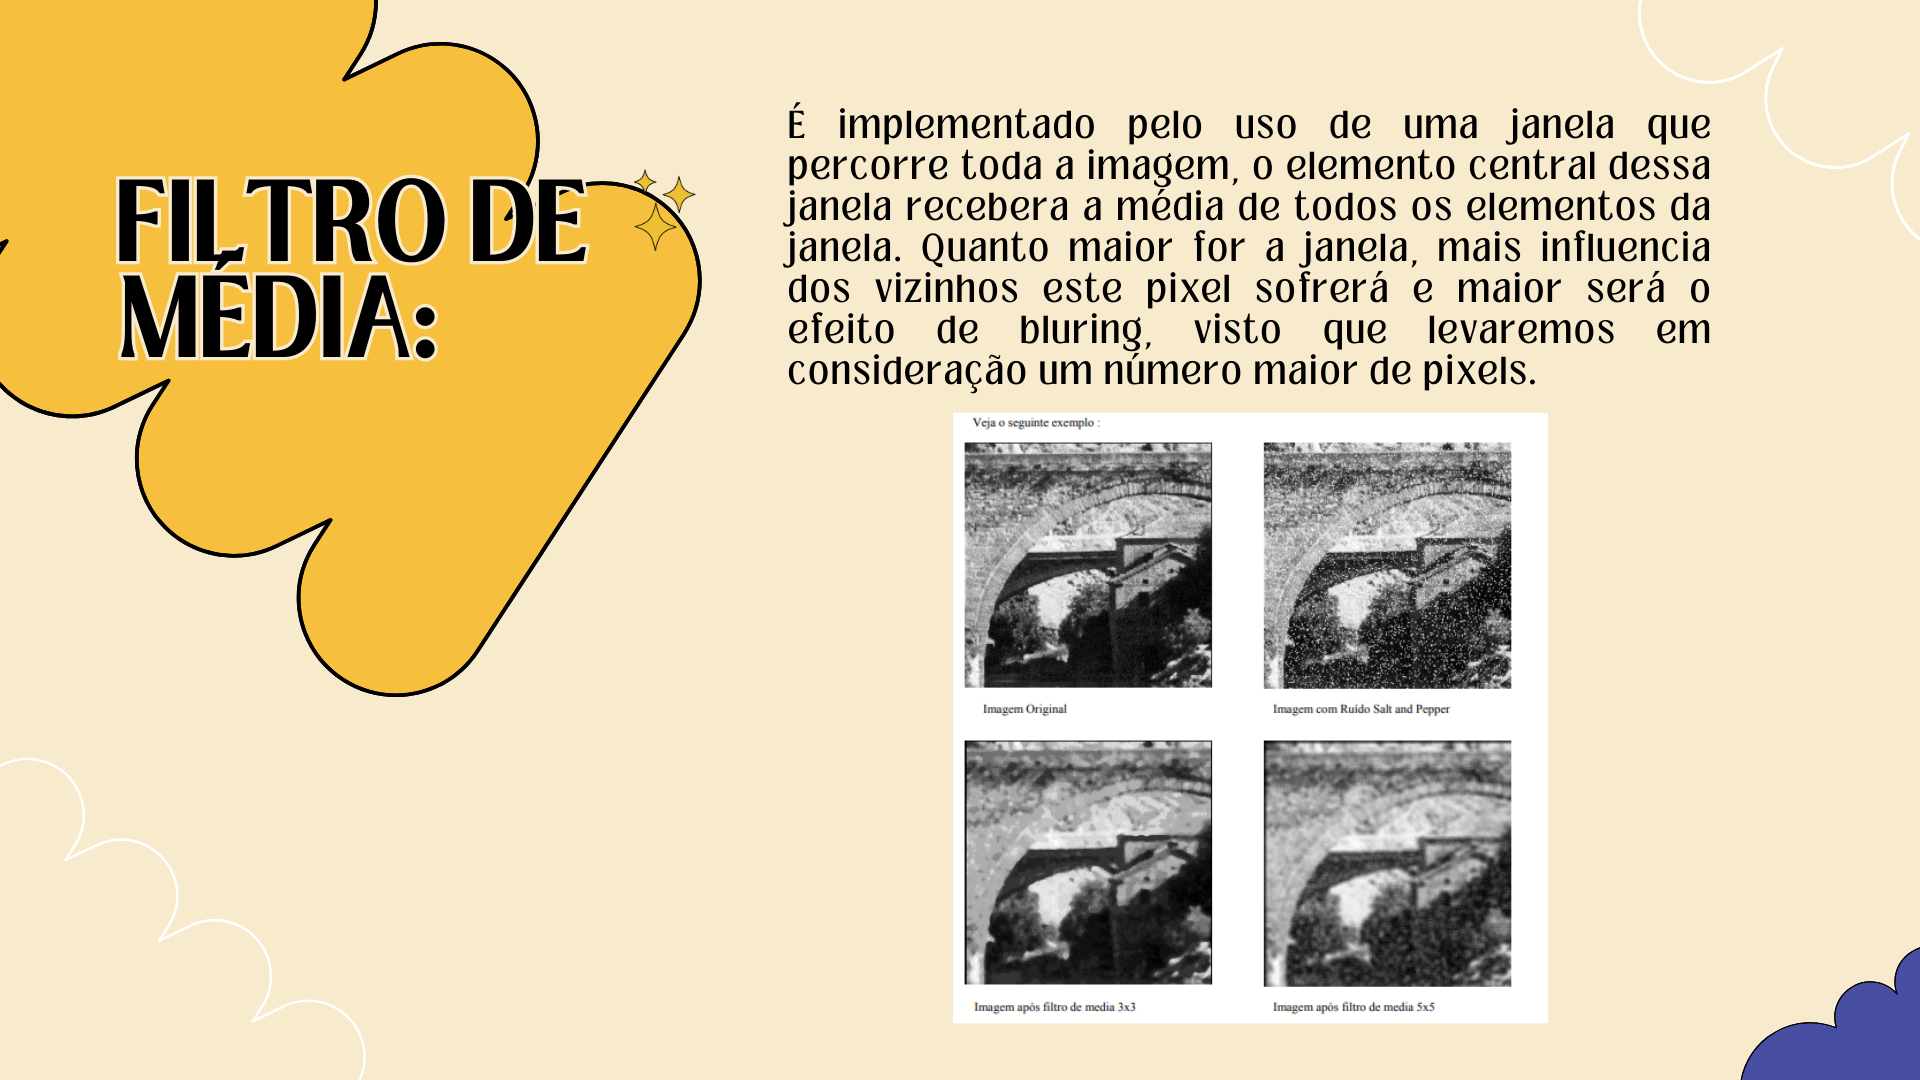 FILTRO DE
MÉDIA:
É implementado pelo uso de uma janela que
percorre toda a imagem, o elemento central dessa
janela recebera a média de todos os elementos da
janela. Quanto maior for a janela, mais influencia
dos vizinhos este pixel sofrerá e maior será o
efeito de bluring, visto que levaremos em
consideração um número maior de pixels.
Veja o seguinte exemplo :
Imagem Original
Imagem com Ruído Salt and Pepper
Imagem após filtro de media 3x3
Imagem após filtro de media 5x5